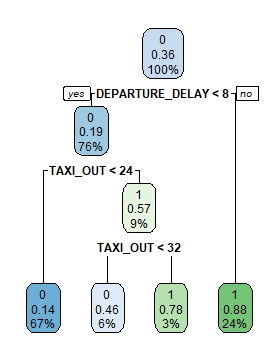 0
0.36
100%
yes DEPARTURE_DELAY < 8 no
0
0.19
76%
TAXI_OUT < 24
1
0.57
9%
TAXI_OUT < 32
0 0 1 1
0.14 0.46 0.78 0.88
67% 6% 3% 24%